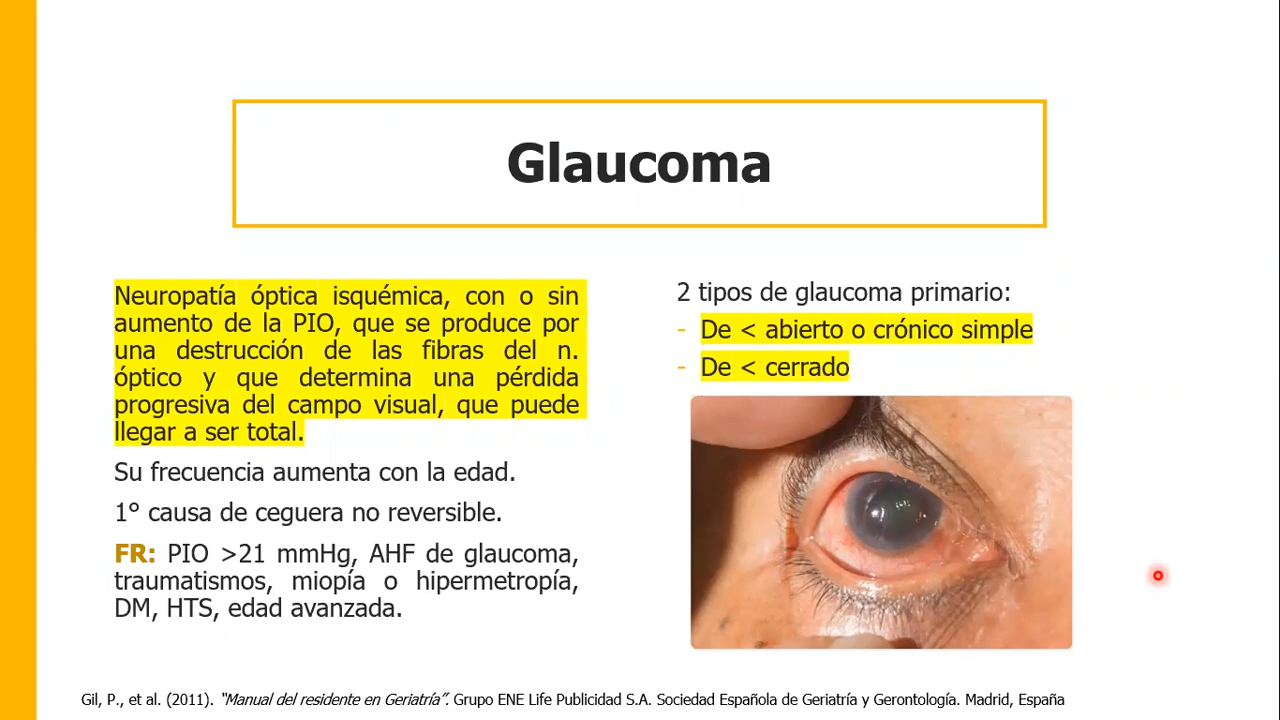 Glaucoma
Neuropatía óptica isquémica, con o sin
aumento de la PIO, que se produce por
una destrucción de las fibras del n.
óptico y que determina una pérdida
progresiva del campo visual, que puede
llegar a ser total.
Su frecuencia aumenta con la edad.
1° causa de ceguera no reversible.
FR: PIO >21 mmHg, AHF de glaucoma,
traumatismos, miopía o hipermetropía,
DM, HTS, edad avanzada.
2 tipos de glaucoma primario:
- De < abierto o crónico simple
- De < cerrado
Gil, P., et al. (2011). “Manual del residente en Geriatría”. Grupo ENE Life Publicidad S.A. Sociedad Española de Geriatría y Gerontología. Madrid, España